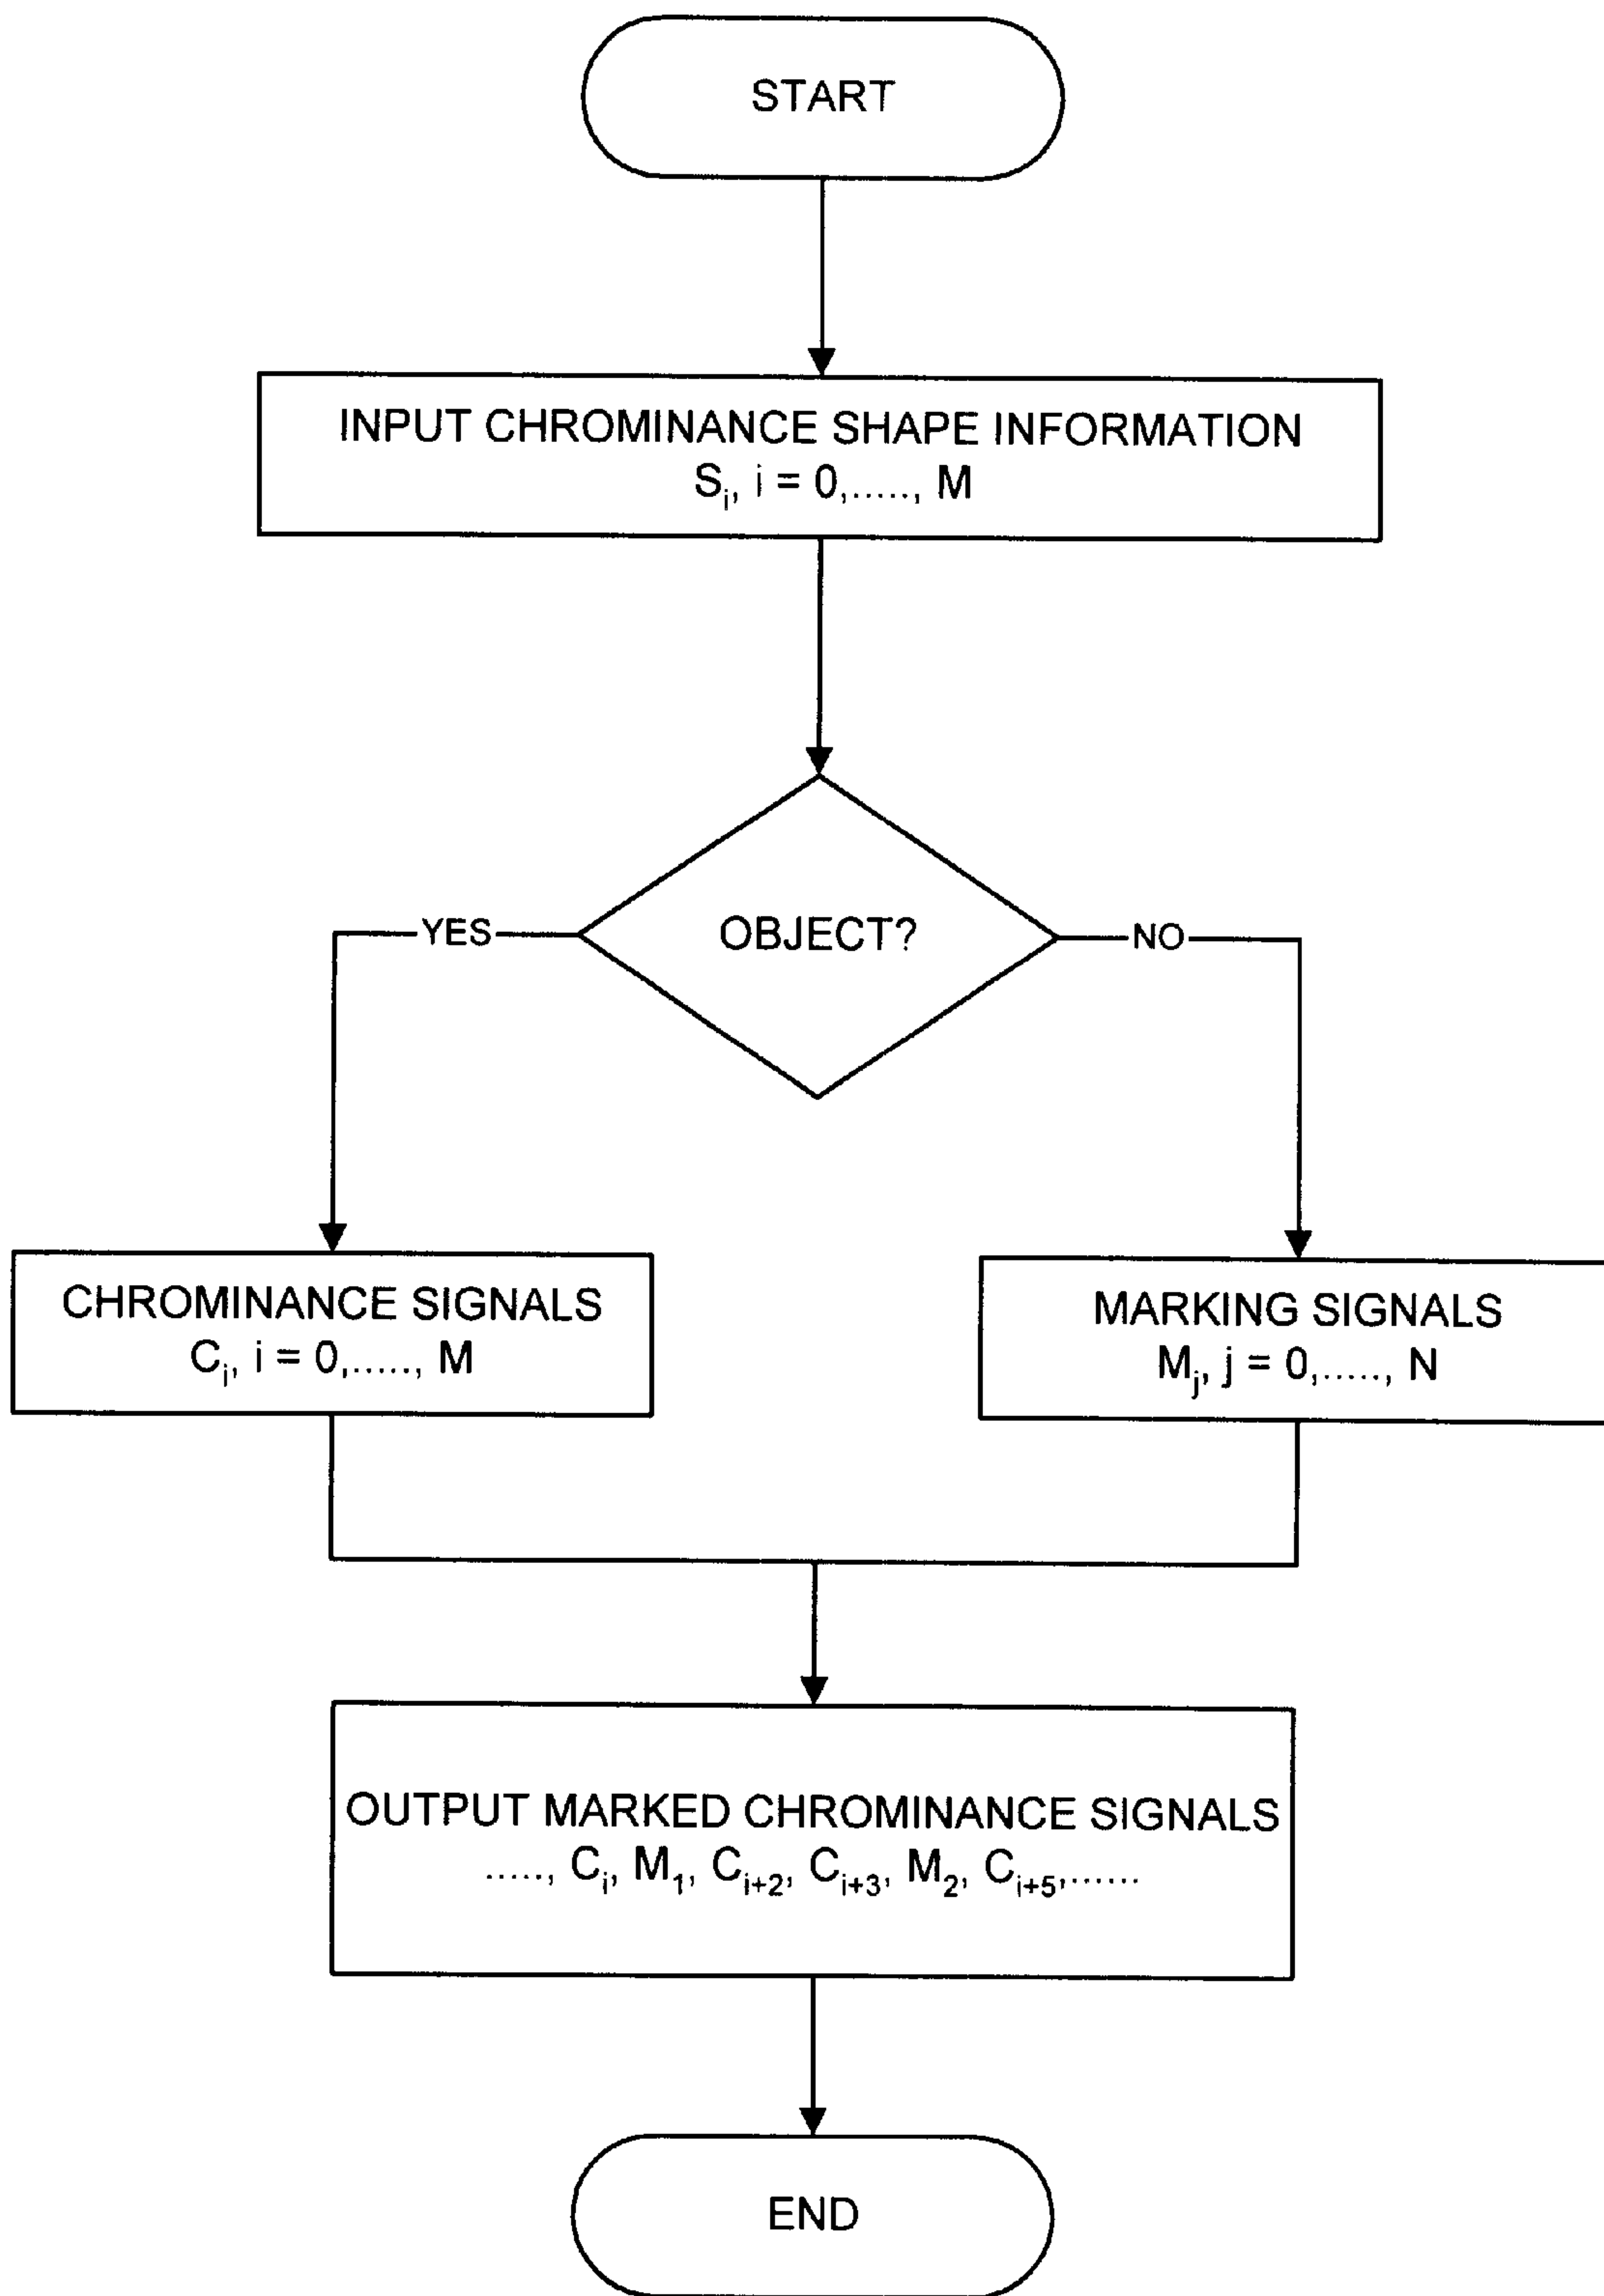 START
INPUT CHROMINANCE SHAPE INFORMATION
Sᵢ, i = 0,....., M
OBJECT?
YES
NO
CHROMINANCE SIGNALS
Cᵢ, i = 0,....., M
MARKING SIGNALS
Mⱼ, j = 0,....., N
OUTPUT MARKED CHROMINANCE SIGNALS
....., Cᵢ, M₁, Cᵢ₊₂, Cᵢ₊₃, M₂, Cᵢ₊₅,......
END